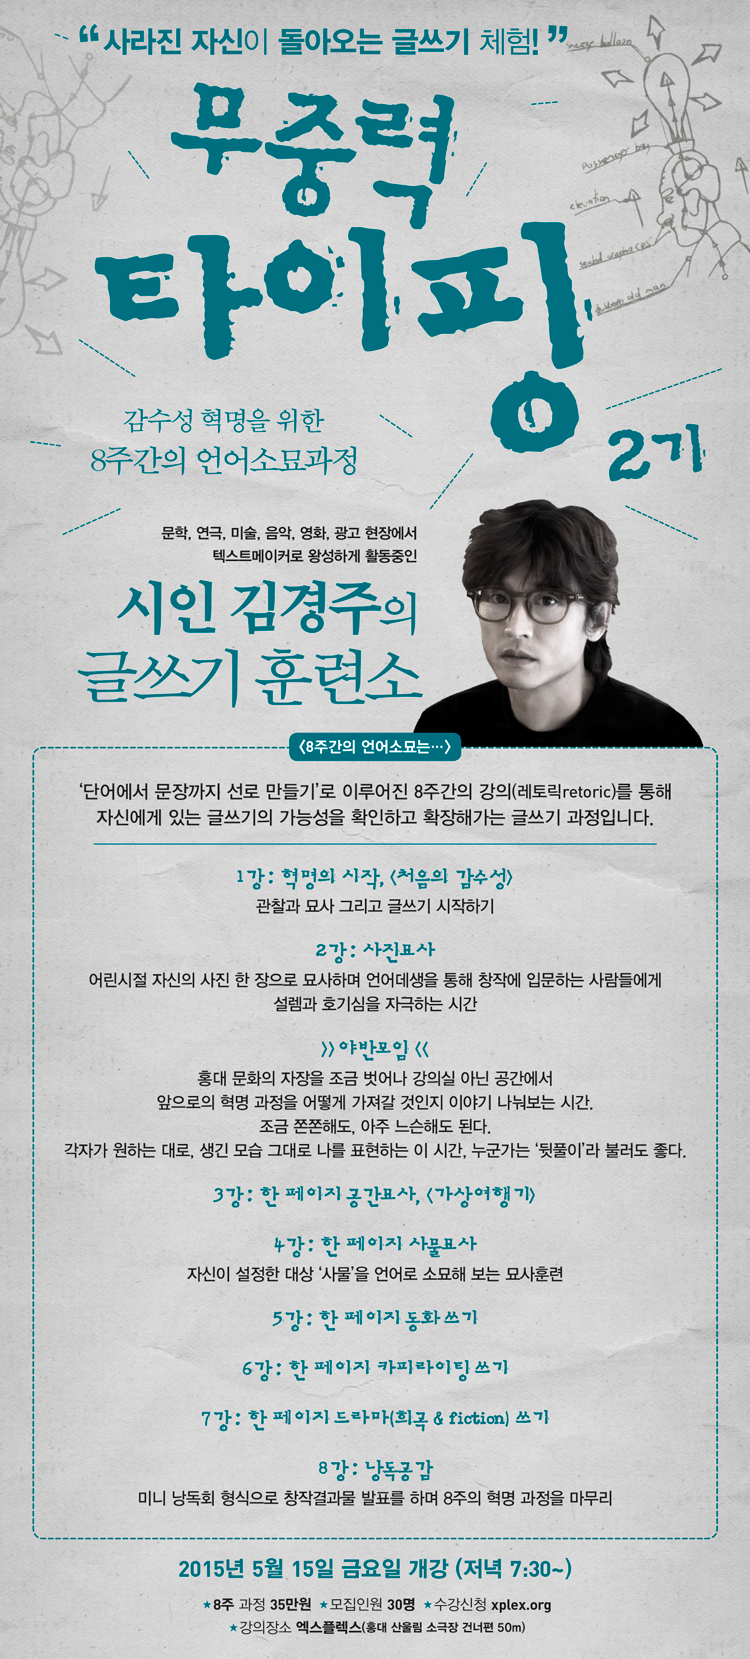 “사라진 자신이 돌아오는 글쓰기 체험!”
무중력
타이핑
2기
passenger bay
elevation
감수성 혁명을 위한
8주간의 언어소묘과정
문학, 연극, 미술, 음악, 영화, 광고 현장에서
텍스트메이커로 왕성하게 활동중인
시인 김경주의
글쓰기 훈련소
〈8주간의 언어소묘는…〉
‘단어에서 문장까지 선로 만들기’로 이루어진 8주간의 강의(레토릭retoric)를 통해
자신에게 있는 글쓰기의 가능성을 확인하고 확장해가는 글쓰기 과정입니다.
1강: 혁명의 시작, 〈처음의 감수성〉
관찰과 묘사 그리고 글쓰기 시작하기
2강: 사진묘사
어린시절 자신의 사진 한 장으로 묘사하며 언어데생을 통해 창작에 입문하는 사람들에게
설렘과 호기심을 자극하는 시간
》야반모임《
홍대 문화의 자장을 조금 벗어나 강의실 아닌 공간에서
앞으로의 혁명 과정을 어떻게 가져갈 것인지 이야기 나눠보는 시간.
조금 쫀쫀해도, 아주 느슨해도 된다.
각자가 원하는 대로, 생긴 모습 그대로 나를 표현하는 이 시간, 누군가는 ‘뒷풀이’라 불러도 좋다.
3강: 한 페이지 공간묘사, 〈가상여행기〉
4강: 한 페이지 사물묘사
자신이 설정한 대상 ‘사물’을 언어로 소묘해 보는 묘사훈련
5강: 한 페이지 동화 쓰기
6강: 한 페이지 카피라이팅 쓰기
7강: 한 페이지 드라마(희곡 & fiction) 쓰기
8강: 낭독공감
미니 낭독회 형식으로 창작결과물 발표를 하며 8주의 혁명 과정을 마무리
2015년 5월 15일 금요일 개강 (저녁 7:30~)
★8주 과정 35만원 ★모집인원 30명 ★수강신청 xplex.org
★강의장소 엑스플렉스(홍대 산울림 소극장 건너편 50m)